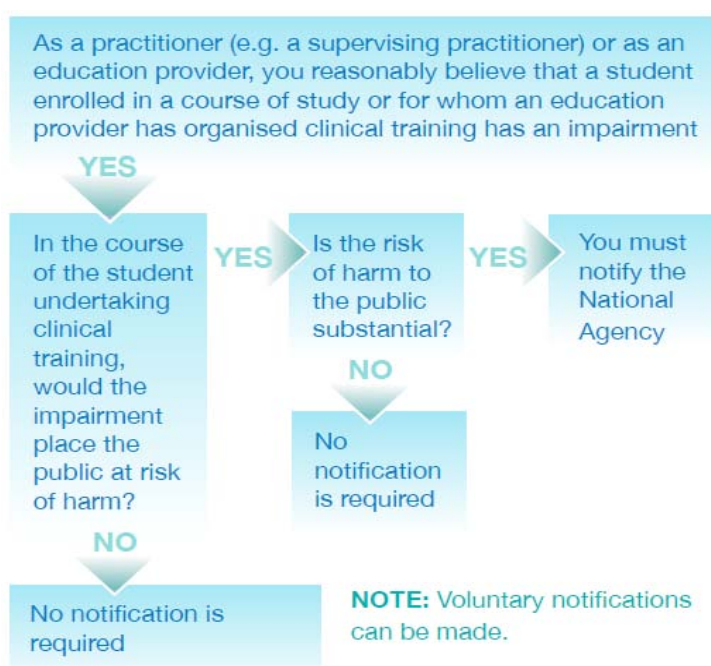 As a practitioner (e.g. a supervising practitioner) or as an
education provider, you reasonably believe that a student
enrolled in a course of study or for whom an education
provider has organised clinical training has an impairment
YES
In the course
of the student
undertaking
clinical
training,
would the
impairment
place the
public at risk
of harm?
YES
Is the risk
of harm to
the public
substantial?
YES
You must
notify the
National
Agency
NO
No
notification
is required
NO
No notification is
required
NOTE: Voluntary notifications
can be made.